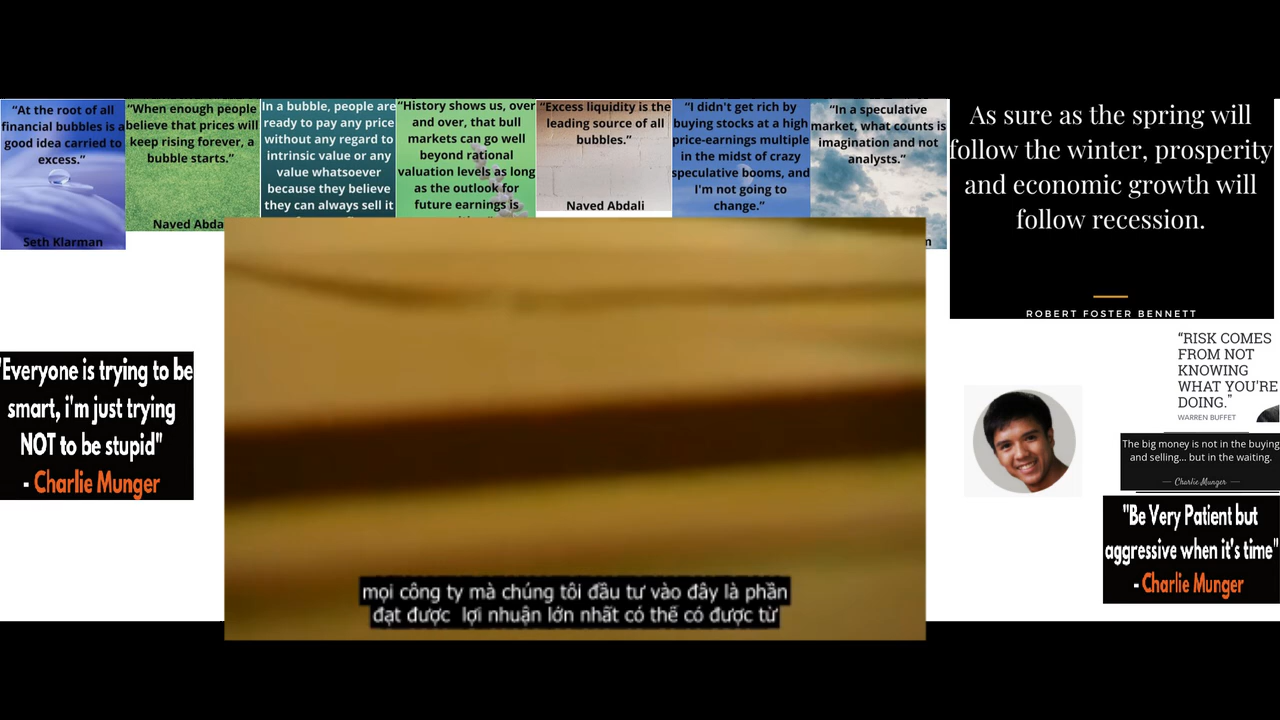 “At the root of all
financial bubbles is a
good idea carried to
excess.”
Seth Klarman
“When enough people
believe that prices will
keep rising forever, a
bubble starts.”
Naved Abda
In a bubble, people are
ready to pay any price
without any regard to
intrinsic value or any
value whatsoever
because they believe
they can always sell it
“History shows us, over
and over, that bull
markets can go well
beyond rational
valuation levels as long
as the outlook for
future earnings is
“Excess liquidity is the
leading source of all
bubbles.”
Naved Abdali
“I didn't get rich by
buying stocks at a high
price-earnings multiple
in the midst of crazy
speculative booms, and
I'm not going to
change.”
“In a speculative
market, what counts is
imagination and not
analysts.”
m
As sure as the spring will
follow the winter, prosperity
and economic growth will
follow recession.
ROBERT FOSTER BENNETT
"Everyone is trying to be
smart, i'm just trying
NOT to be stupid"
- Charlie Munger
“RISK COMES
FROM NOT
KNOWING
WHAT YOU'RE
DOING.”
WARREN BUFFET
The big money is not in the buying
and selling... but in the waiting.
— Charlie Munger —
"Be Very Patient but
aggressive when it's time"
- Charlie Munger
mọi công ty mà chúng tôi đầu tư vào đây là phần
đạt được lợi nhuận lớn nhất có thể có được từ